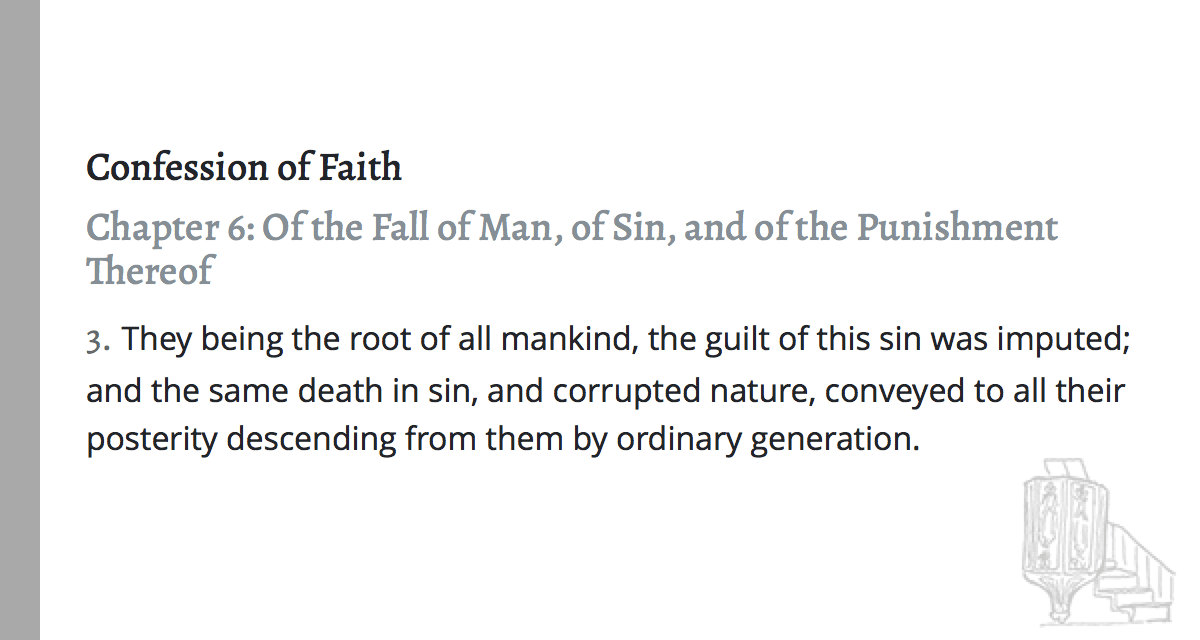 Confession of Faith
Chapter 6: Of the Fall of Man, of Sin, and of the Punishment
Thereof
3. They being the root of all mankind, the guilt of this sin was imputed;
and the same death in sin, and corrupted nature, conveyed to all their
posterity descending from them by ordinary generation.